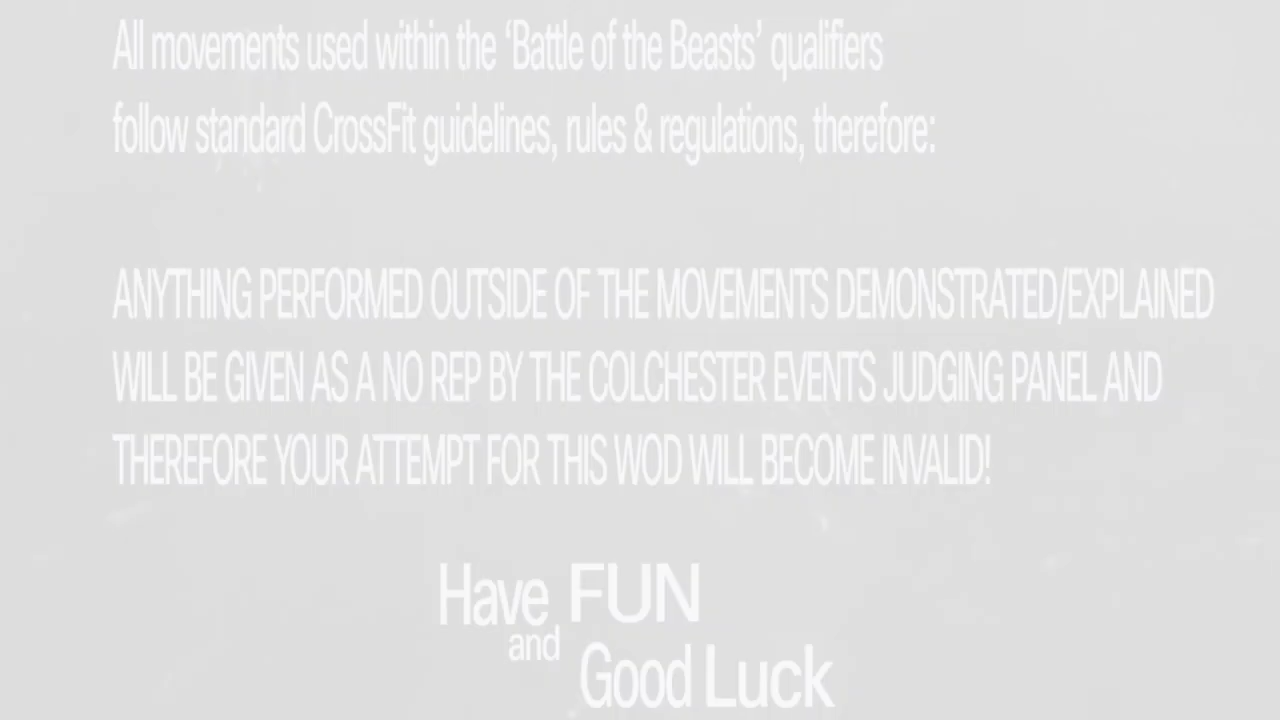 All movements used within the ‘Battle of the Beasts’ qualifiers
follow standard CrossFit guidelines, rules & regulations, therefore:
ANYTHING PERFORMED OUTSIDE OF THE MOVEMENTS DEMONSTRATED/EXPLAINED
WILL BE GIVEN AS A NO REP BY THE COLCHESTER EVENTS JUDGING PANEL AND
THEREFORE YOUR ATTEMPT FOR THIS WOD WILL BECOME INVALID!
Have FUN
and
Good Luck